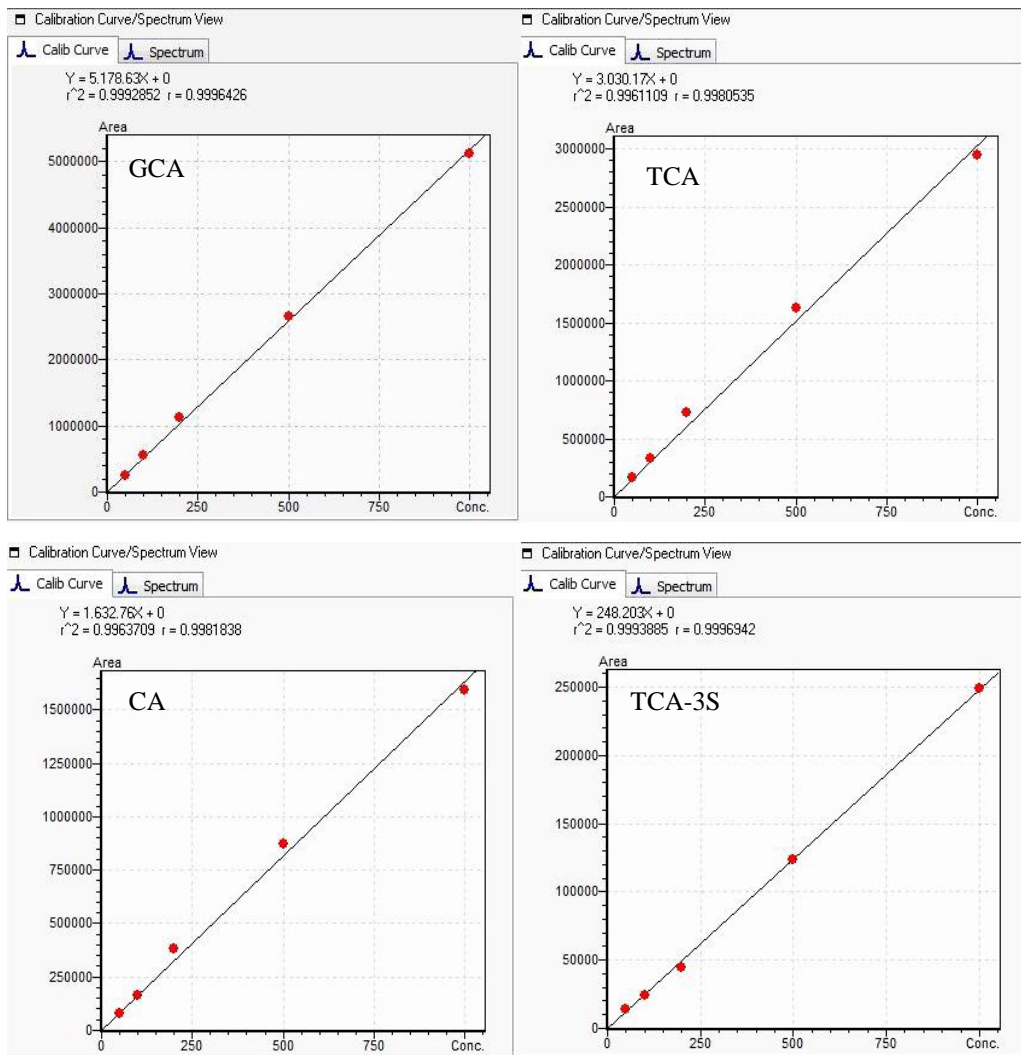 Calibration Curve/Spectrum View
Calib Curve Spectrum
Y = 5.178.63X + 0
r^2 = 0.9992852 r = 0.9996426
Area
GCA
5000000
4000000
3000000
2000000
1000000
0
0 250 500 750 Conc.
Calibration Curve/Spectrum View
Calib Curve Spectrum
Y = 3.030.17X + 0
r^2 = 0.9961109 r = 0.9980535
Area
TCA
3000000
2500000
2000000
1500000
1000000
500000
0
0 250 500 750 Conc.
Calibration Curve/Spectrum View
Calib Curve Spectrum
Y = 1.632.76X + 0
r^2 = 0.9963709 r = 0.9981838
Area
CA
1500000
1250000
1000000
750000
500000
250000
0
0 250 500 750 Conc.
Calibration Curve/Spectrum View
Calib Curve Spectrum
Y = 248.203X + 0
r^2 = 0.9993885 r = 0.9996942
Area
TCA-3S
250000
200000
150000
100000
50000
0
0 250 500 750 Conc.